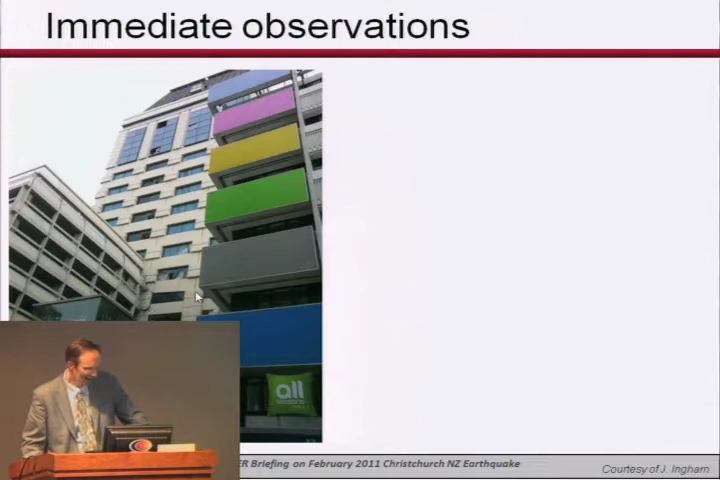 Immediate observations
all
ER Briefing on February 2011 Christchurch NZ Earthquake
Courtesy of J. Ingham